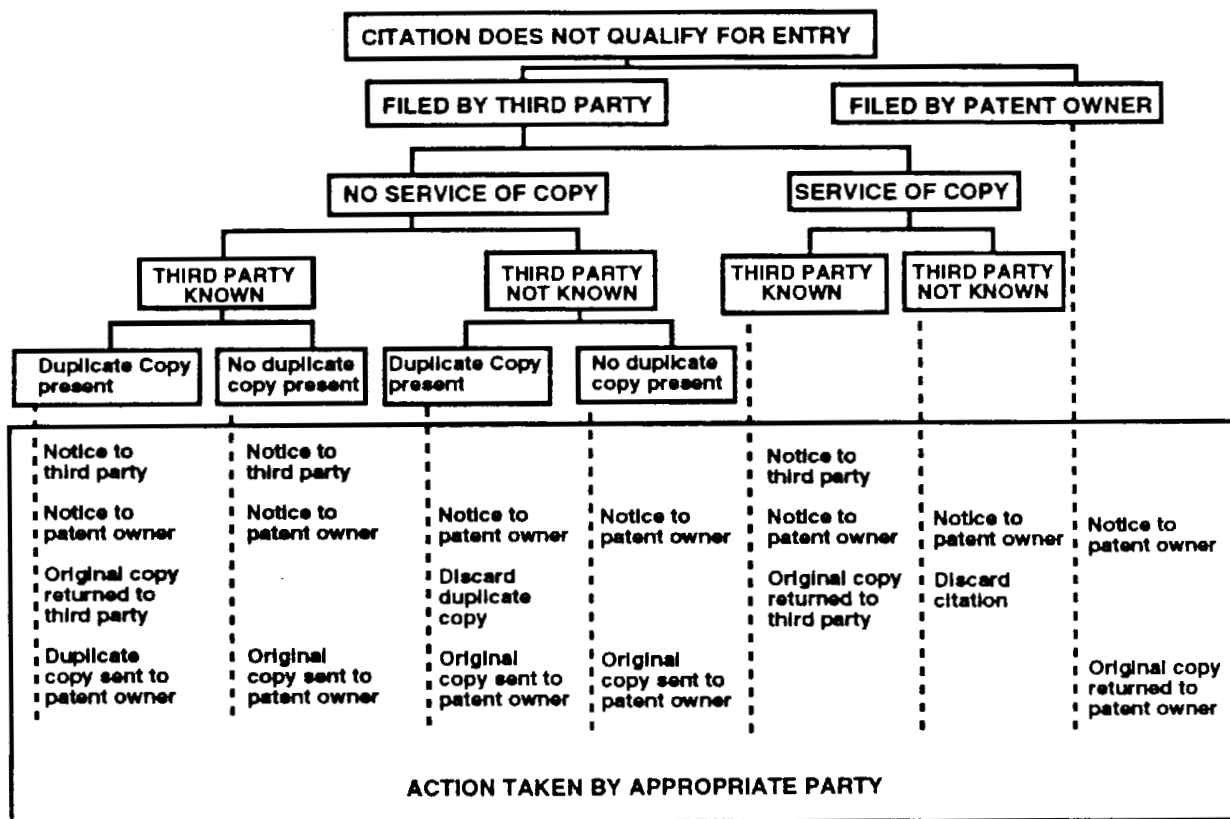 CITATION DOES NOT QUALIFY FOR ENTRY
FILED BY THIRD PARTY
FILED BY PATENT OWNER
NO SERVICE OF COPY
SERVICE OF COPY
THIRD PARTY
KNOWN
THIRD PARTY
NOT KNOWN
THIRD PARTY
KNOWN
THIRD PARTY
NOT KNOWN
Duplicate Copy
present
No duplicate
copy present
Duplicate Copy
present
No duplicate
copy present
Notice to
third party
Notice to
patent owner
Original copy
returned to
third party
Duplicate
copy sent to
patent owner
Notice to
third party
Notice to
patent owner
Original
copy sent to
patent owner
Notice to
patent owner
Discard
duplicate
copy
Original
copy sent to
patent owner
Notice to
patent owner
Original
copy sent to
patent owner
Notice to
third party
Notice to
patent owner
Original copy
returned to
third party
Notice to
patent owner
Discard
citation
Notice to
patent owner
Original copy
returned to
patent owner
ACTION TAKEN BY APPROPRIATE PARTY